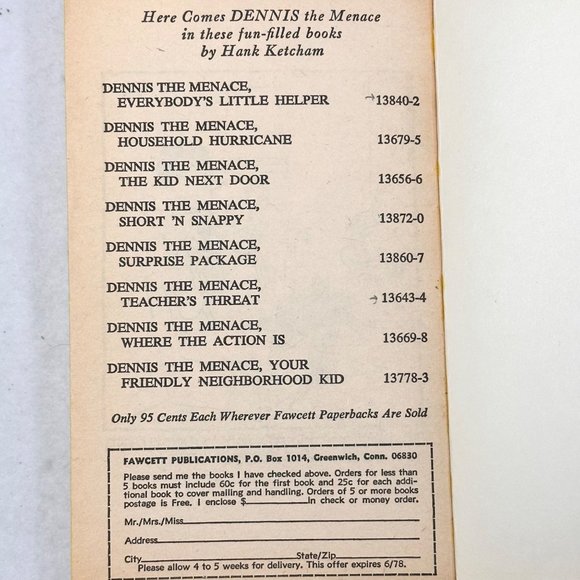 Here Comes DENNIS the Menace
in these fun-filled books
by Hank Ketcham
DENNIS THE MENACE,
EVERYBODY'S LITTLE HELPER 13840-2
DENNIS THE MENACE,
HOUSEHOLD HURRICANE 13679-5
DENNIS THE MENACE,
THE KID NEXT DOOR 13656-6
DENNIS THE MENACE,
SHORT 'N SNAPPY 13872-0
DENNIS THE MENACE,
SURPRISE PACKAGE 13860-7
DENNIS THE MENACE,
TEACHER'S THREAT 13643-4
DENNIS THE MENACE,
WHERE THE ACTION IS 13669-8
DENNIS THE MENACE, YOUR
FRIENDLY NEIGHBORHOOD KID 13778-3
Only 95 Cents Each Wherever Fawcett Paperbacks Are Sold
FAWCETT PUBLICATIONS, P.O. Box 1014, Greenwich, Conn. 06830
Please send me the books I have checked above. Orders for less than
5 books must include 60c for the first book and 25c for each addi-
tional book to cover mailing and handling. Orders of 5 or more books
postage is Free. I enclose $ in check or money order.
Mr./Mrs./Miss
Address
City State/Zip
Please allow 4 to 5 weeks for delivery. This offer expires 6/78.